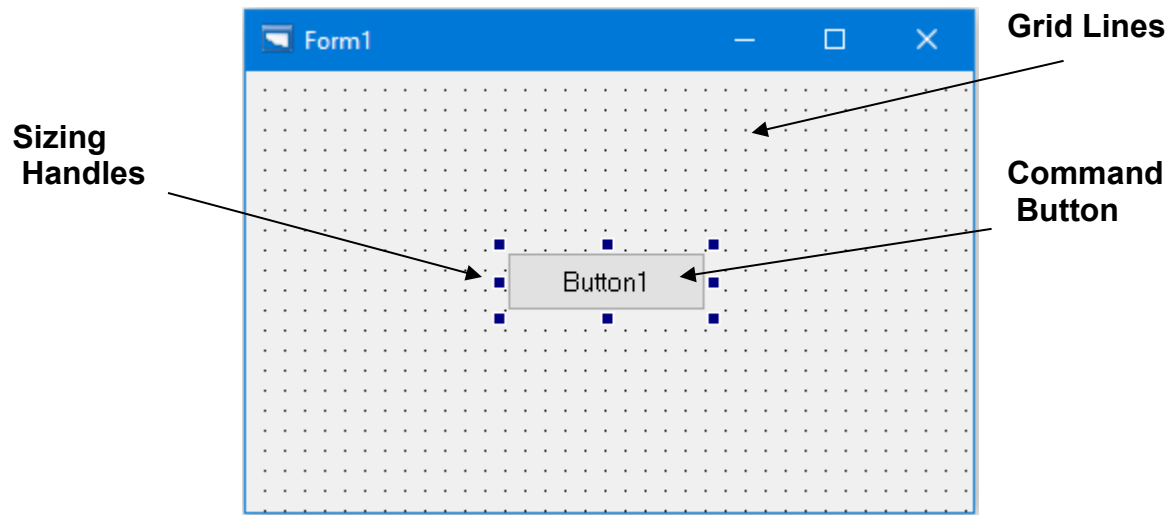 Form1
Grid Lines
Sizing
Handles
Command
Button
Button1